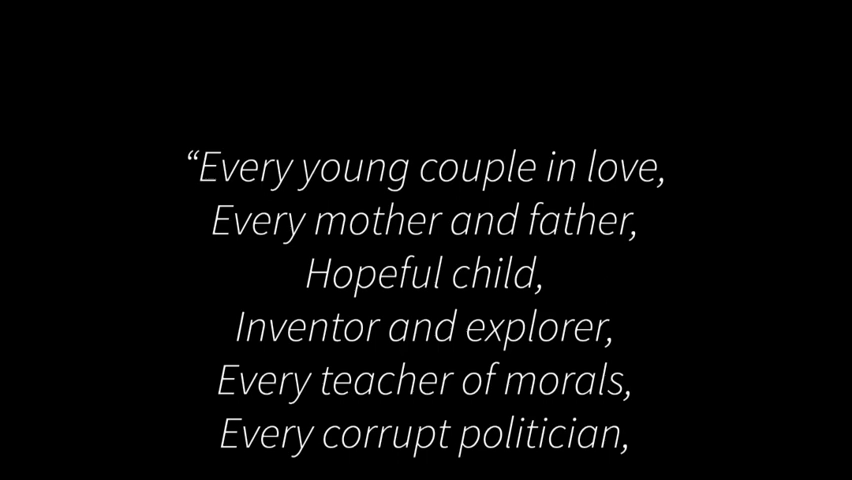 “Every young couple in love,
Every mother and father,
Hopeful child,
Inventor and explorer,
Every teacher of morals,
Every corrupt politician,